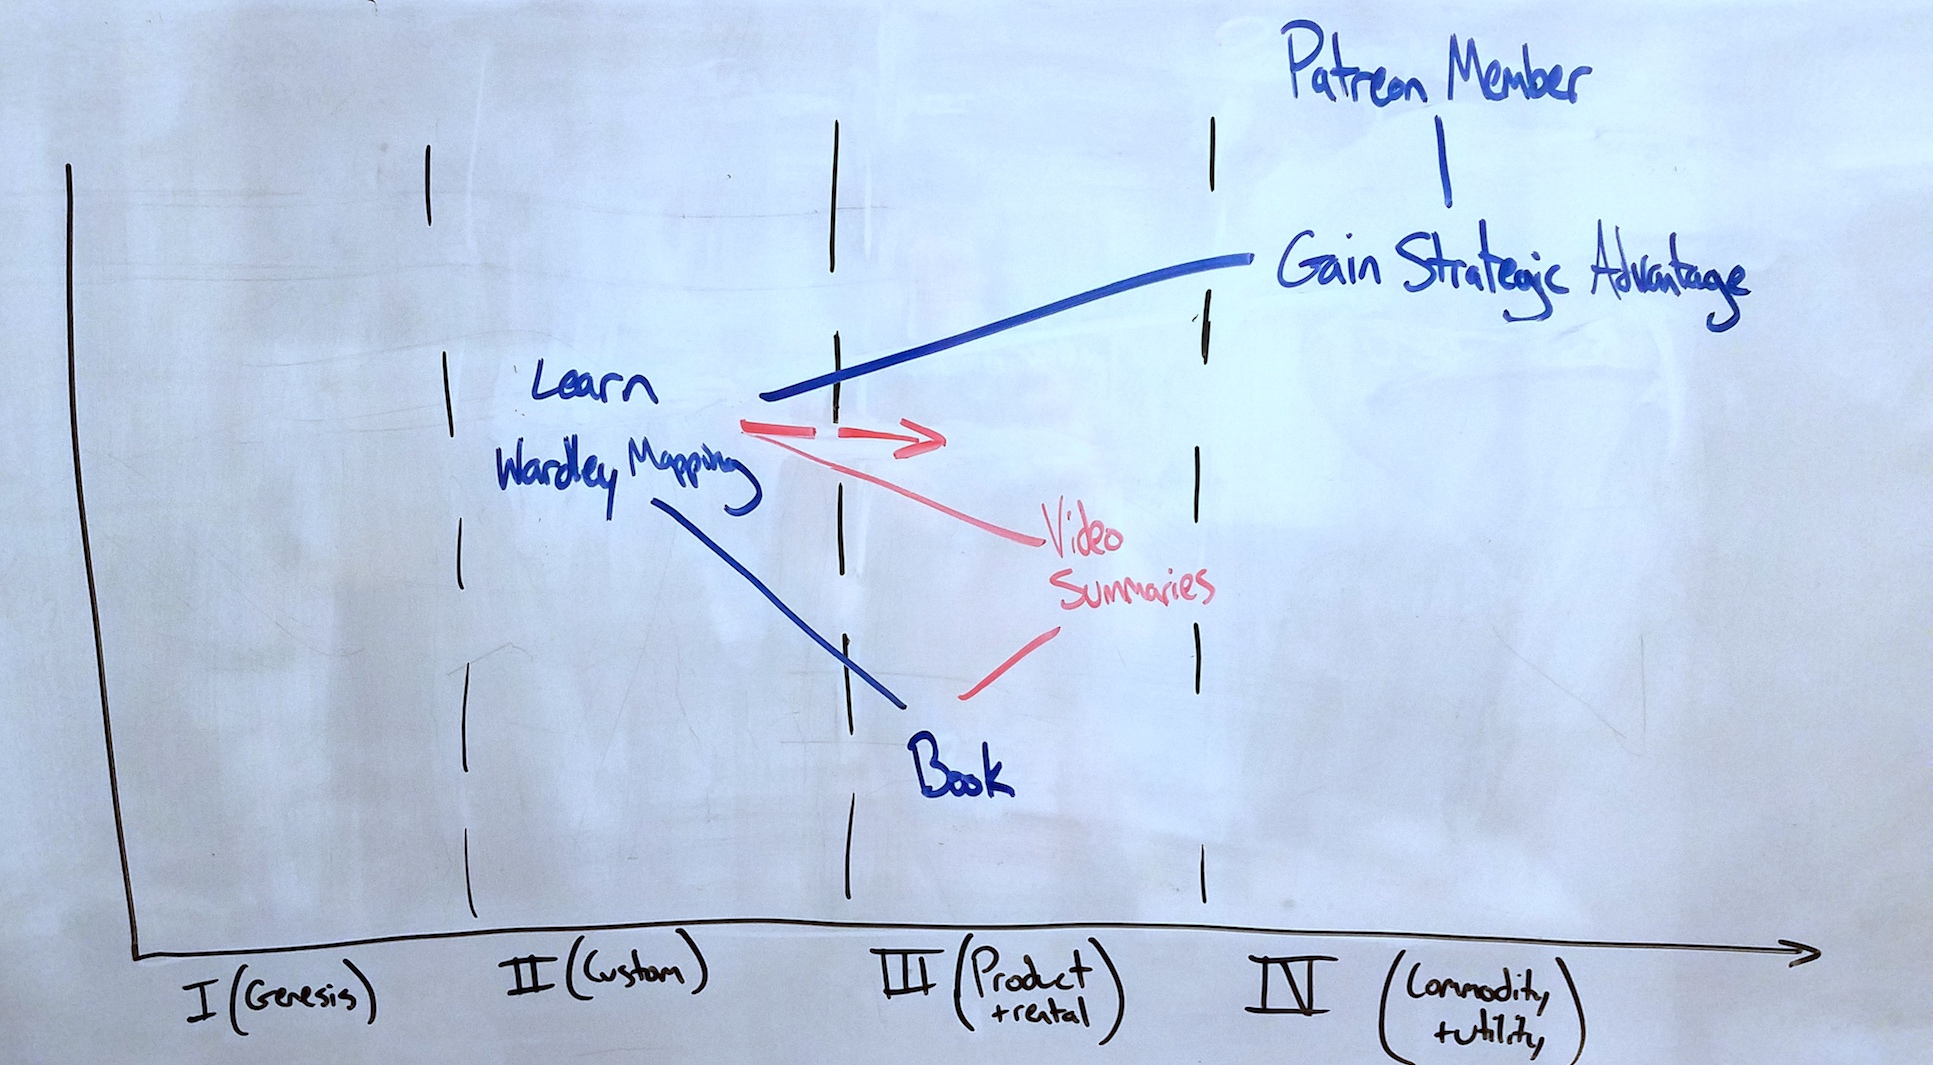 Patreon Member
Gain Strategic Advantage
Learn
Wardley Mapping
Video
Summaries
Book
I (Genesis)
II (Custom)
III (Product
+rental)
IV (Commodity
+utility)